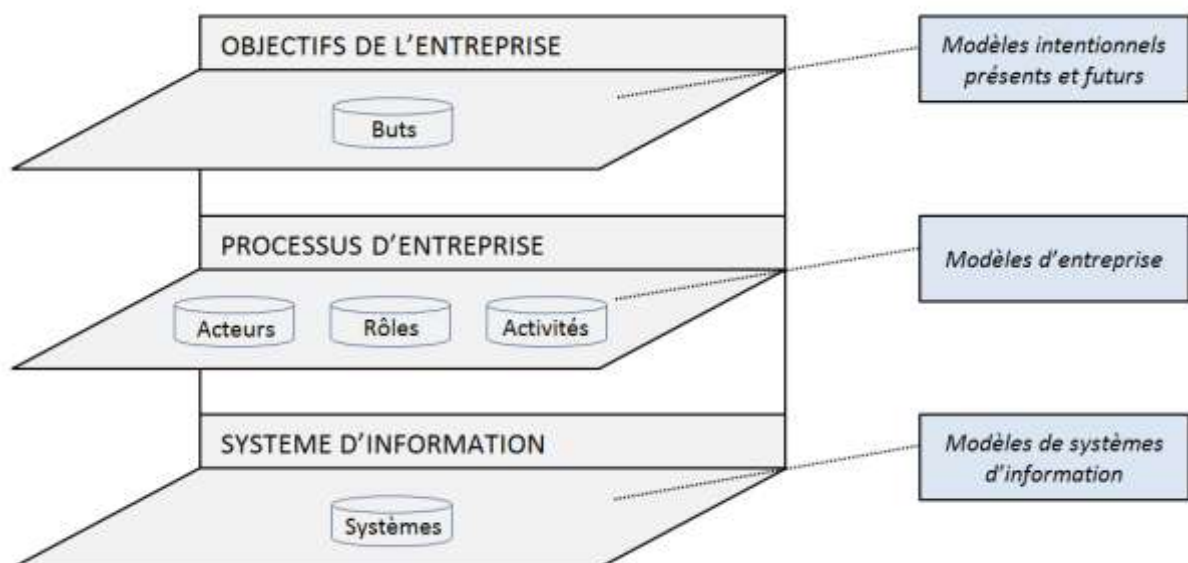 OBJECTIFS DE L’ENTREPRISE
Modèles intentionnels
présents et futurs
Buts
PROCESSUS D’ENTREPRISE
Modèles d’entreprise
Acteurs
Rôles
Activités
SYSTEME D’INFORMATION
Modèles de systèmes
d’information
Systèmes